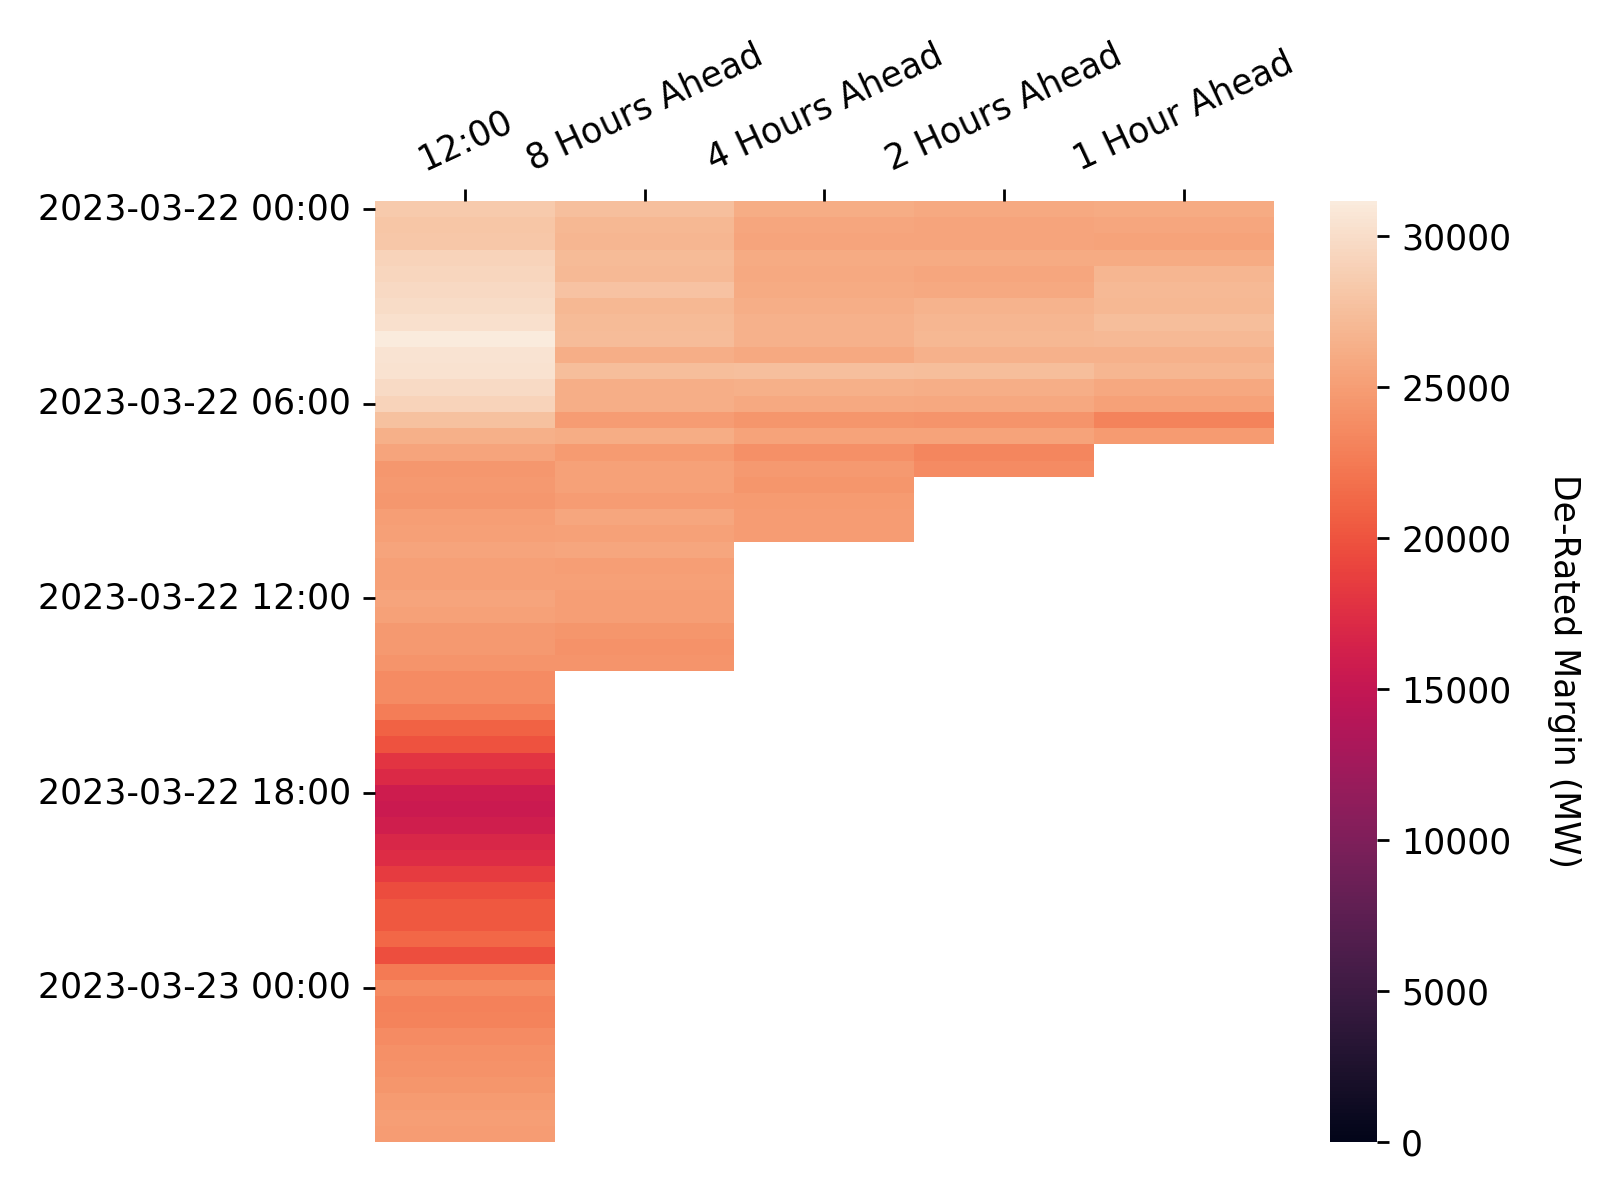 12:00
8 Hours Ahead
4 Hours Ahead
2 Hours Ahead
1 Hour Ahead
2023-03-22 00:00
2023-03-22 06:00
2023-03-22 12:00
2023-03-22 18:00
2023-03-23 00:00
30000
25000
20000
15000
10000
5000
0
De-Rated Margin (MW)